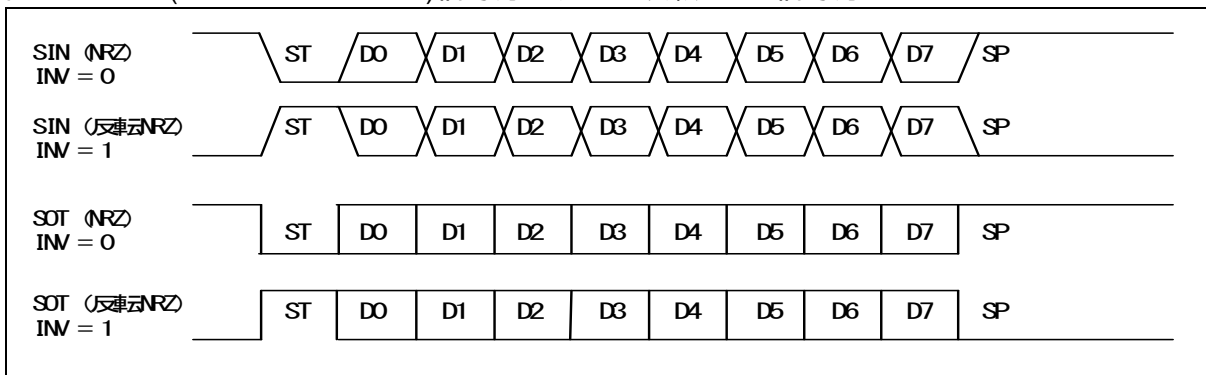 SIN (NRZ) ST D0 D1 D2 D3 D4 D5 D6 D7 SP
INV = 0
SIN (反転NRZ) ST D0 D1 D2 D3 D4 D5 D6 D7 SP
INV = 1
SOT (NRZ) ST D0 D1 D2 D3 D4 D5 D6 D7 SP
INV = 0
SOT (反転NRZ) ST D0 D1 D2 D3 D4 D5 D6 D7 SP
INV = 1